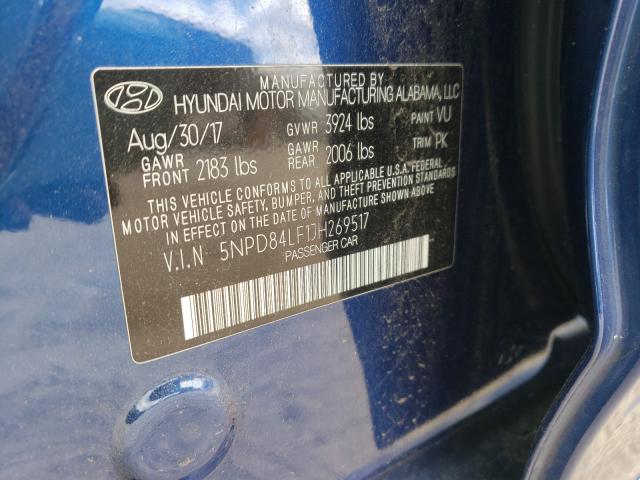 MANUFACTURED BY
HYUNDAI MOTOR MANUFACTURING ALABAMA, LLC
Aug/30/17 GVWR 3924 lbs PAINT VU
GAWR FRONT 2183 lbs GAWR REAR 2006 lbs TRIM PK
THIS VEHICLE CONFORMS TO ALL APPLICABLE U.S.A. FEDERAL
MOTOR VEHICLE SAFETY, BUMPER, AND THEFT PREVENTION STANDARDS
IN EFFECT ON THE DATE OF MANUFACTURE SHOWN ABOVE.
V.I.N 5NPD84LF1JH269517
PASSENGER CAR